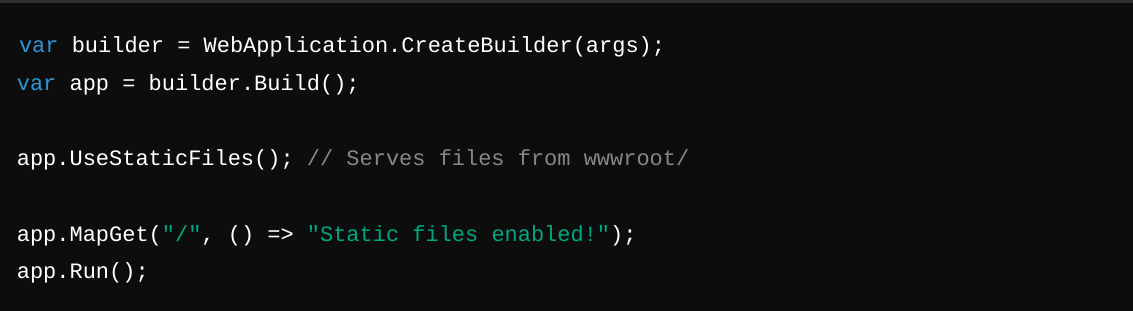 var builder = WebApplication.CreateBuilder(args);
var app = builder.Build();
app.UseStaticFiles(); // Serves files from wwwroot/
app.MapGet("/", () => "Static files enabled!");
app.Run();